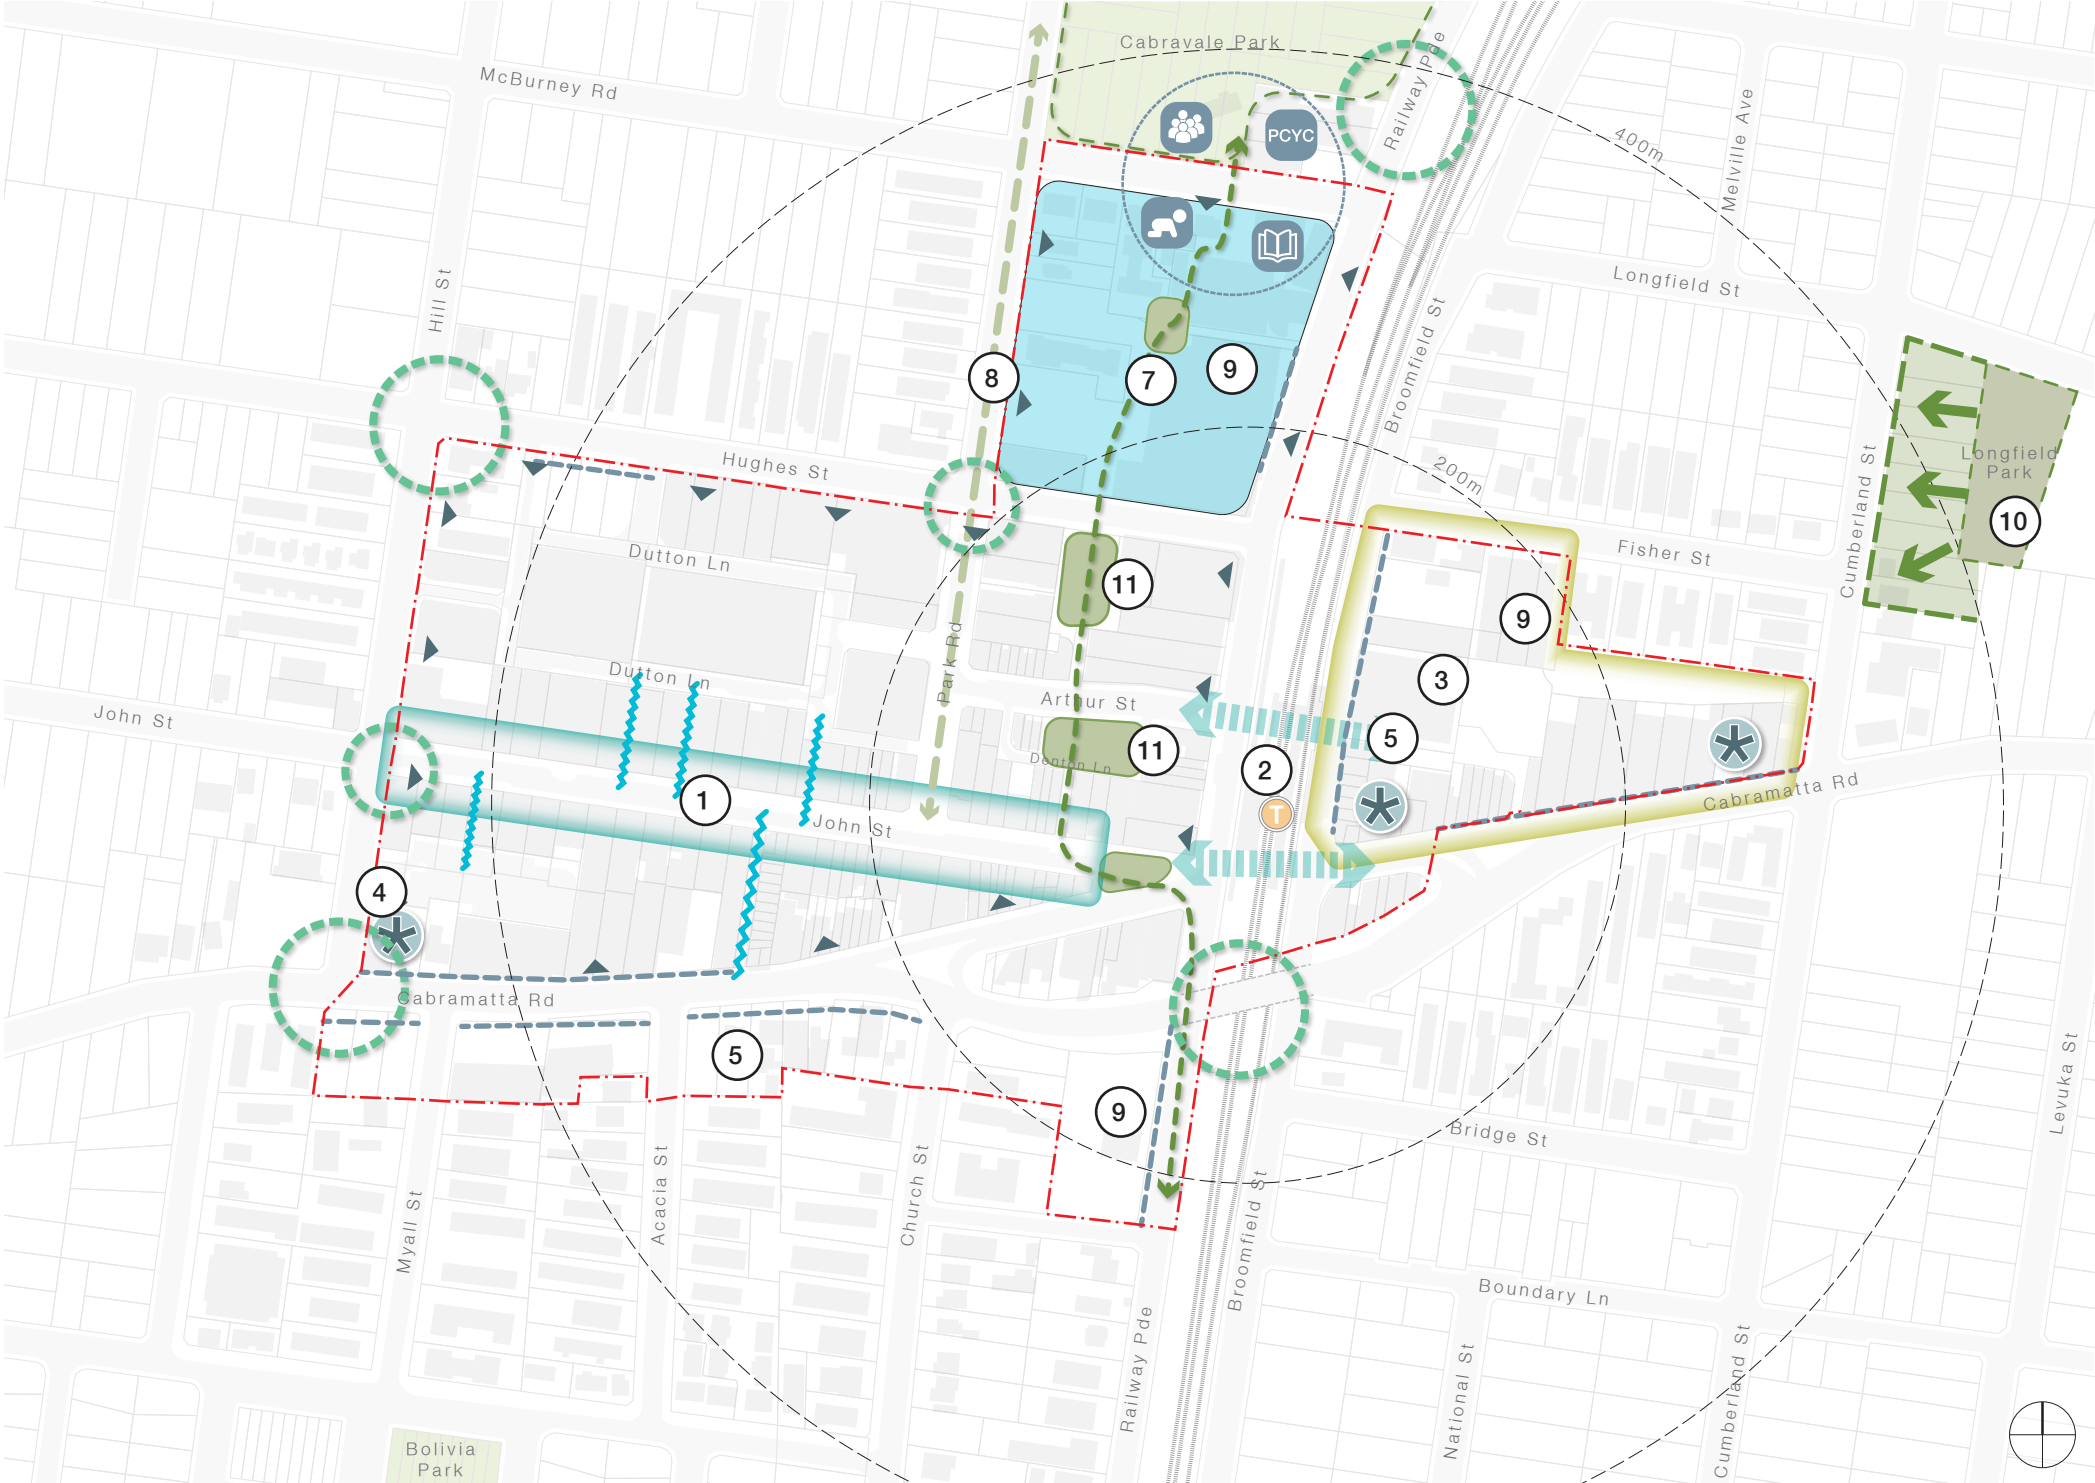 Cabravale Park
Railway Pde
McBurney Rd
400m
Melville Ave
PCYC
Hill St
Longfield St
Broomfield St
8
7
9
Hughes St
200m
Longfield
Park
10
Cumberland St
Fisher St
Dutton Ln
11
9
Park Rd
Dutton Ln
Arthur St
3
John St
5
11
Denton Ln
2
1
T
John St
Cabramatta Rd
4
Cabramatta Rd
5
9
Levuka St
Bridge St
Myall St
Acacia St
Church St
Broomfield St
Boundary Ln
Railway Pde
National St
Cumberland St
Bolivia
Park